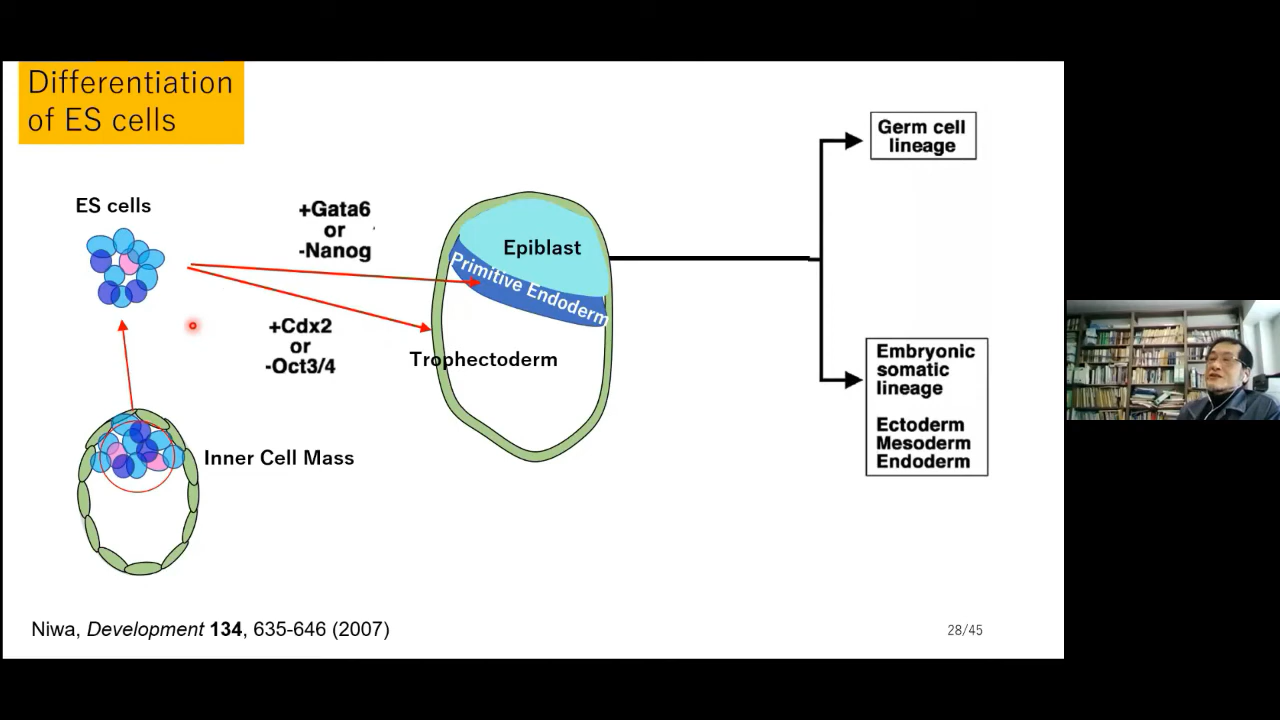 Differentiation
of ES cells
ES cells
+Gata6
or
-Nanog
+Cdx2
or
-Oct3/4
Inner Cell Mass
Epiblast
Primitive Endoderm
Trophectoderm
Germ cell
lineage
Embryonic
somatic
lineage
Ectoderm
Mesoderm
Endoderm
Niwa, Development 134, 635-646 (2007)
28/45